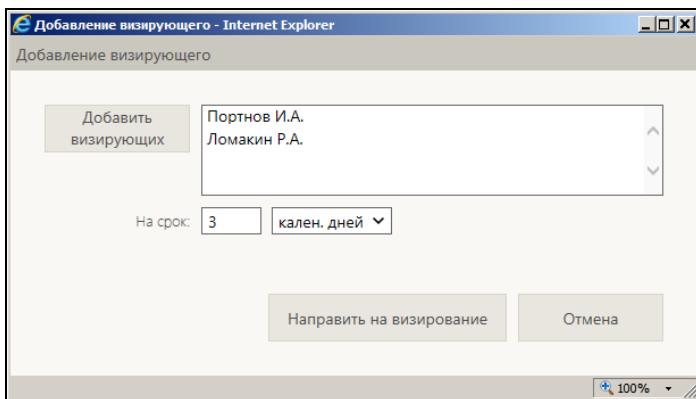 Добавление визирующего - Internet Explorer
Добавление визирующего
Добавить
визирующих
Портнов И.А.
Ломакин Р.А.
На срок: 3 кален. дней
Направить на визирование Отмена
100%